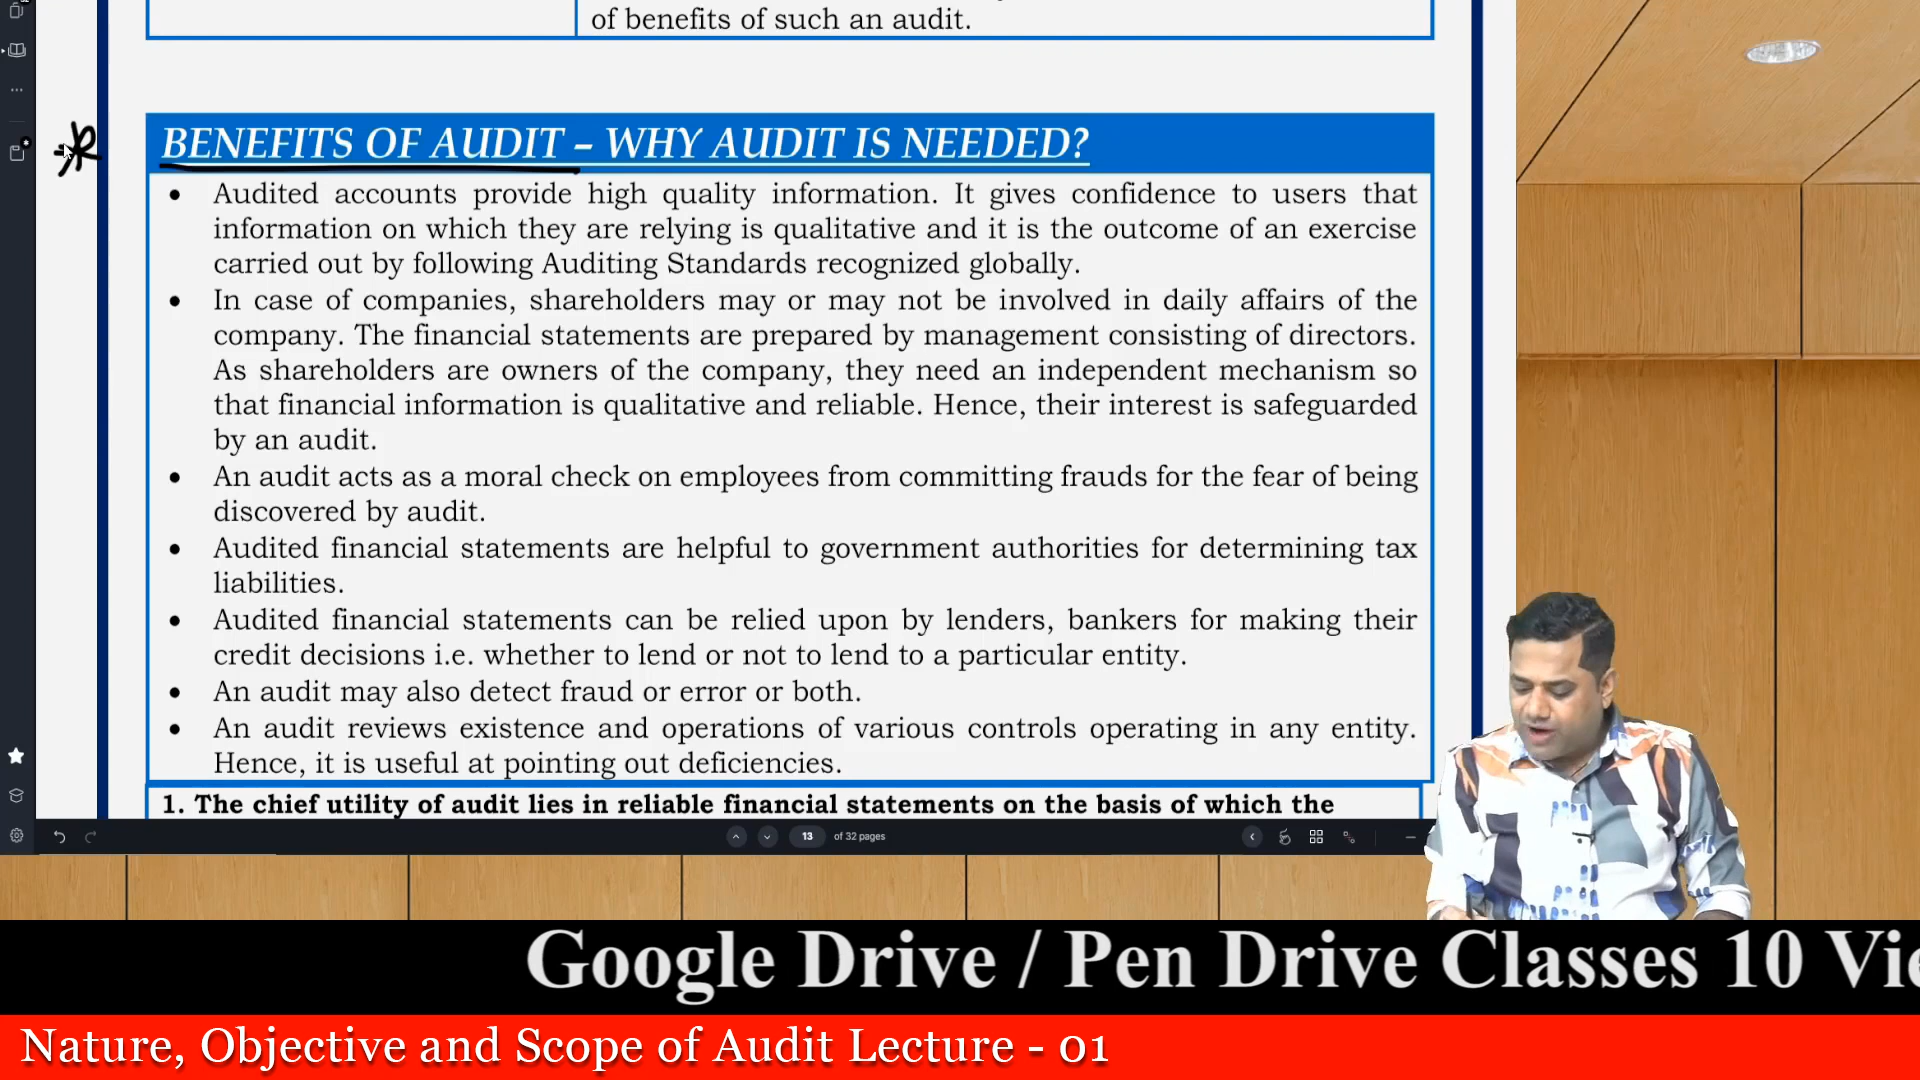 of benefits of such an audit.
BENEFITS OF AUDIT – WHY AUDIT IS NEEDED?
• Audited accounts provide high quality information. It gives confidence to users that
information on which they are relying is qualitative and it is the outcome of an exercise
carried out by following Auditing Standards recognized globally.
• In case of companies, shareholders may or may not be involved in daily affairs of the
company. The financial statements are prepared by management consisting of directors.
As shareholders are owners of the company, they need an independent mechanism so
that financial information is qualitative and reliable. Hence, their interest is safeguarded
by an audit.
• An audit acts as a moral check on employees from committing frauds for the fear of being
discovered by audit.
• Audited financial statements are helpful to government authorities for determining tax
liabilities.
• Audited financial statements can be relied upon by lenders, bankers for making their
credit decisions i.e. whether to lend or not to lend to a particular entity.
• An audit may also detect fraud or error or both.
• An audit reviews existence and operations of various controls operating in any entity.
Hence, it is useful at pointing out deficiencies.
1. The chief utility of audit lies in reliable financial statements on the basis of which the
13 of 32 pages
Google Drive / Pen Drive Classes 10 Vie
Nature, Objective and Scope of Audit Lecture - 01